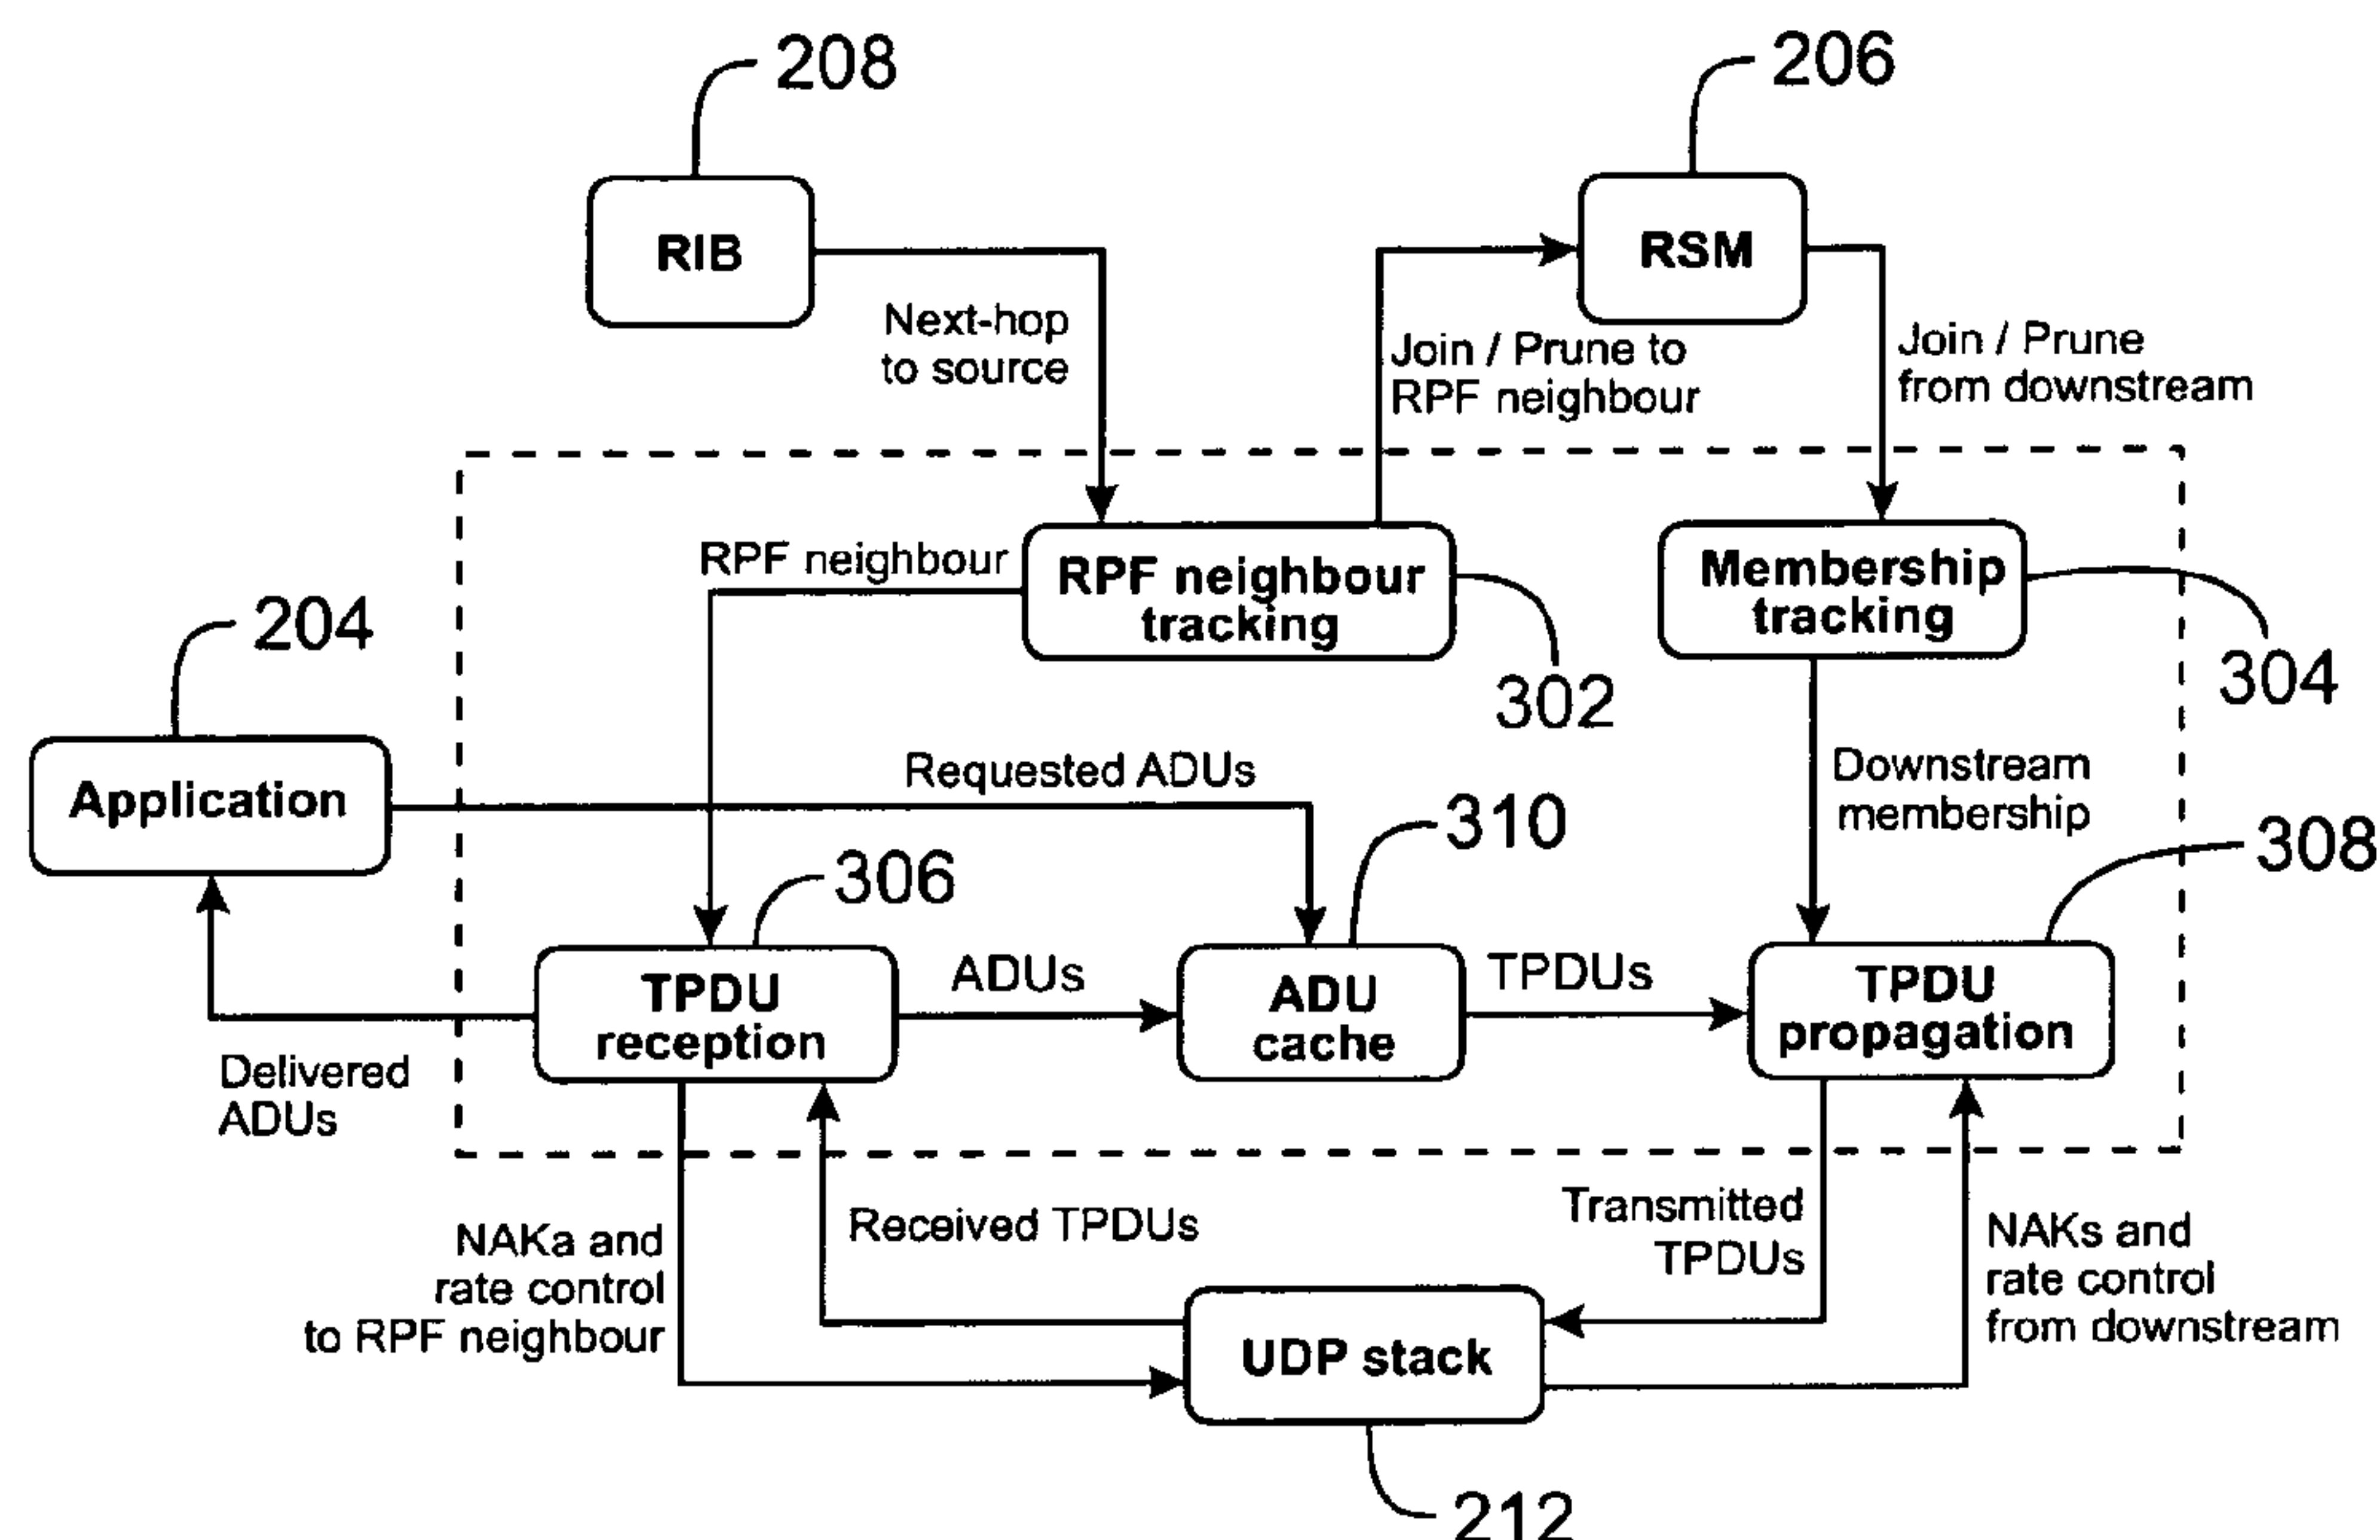 208
206
RIB
RSM
Next-hop
to source
Join / Prune to
RPF neighbour
Join / Prune
from downstream
RPF neighbour
RPF neighbour
tracking
Membership
tracking
204
302
304
Application
Requested ADUs
Downstream
membership
310
308
306
TPDU
reception
ADUs
ADU
cache
TPDUs
TPDU
propagation
Delivered
ADUs
NAKa and
rate control
to RPF neighbour
Received TPDUs
Transmitted
TPDUs
NAKs and
rate control
from downstream
UDP stack
212